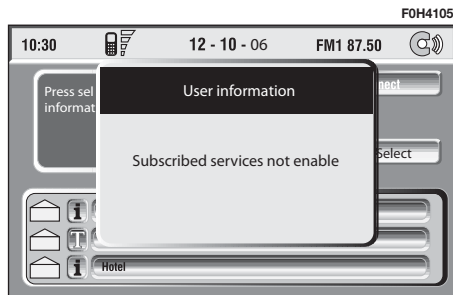 F0H4105
10:30 12 - 10 - 06 FM1 87.50
Press sel
informat
User information
Subscribed services not enable
Select
i
T
i Hotel